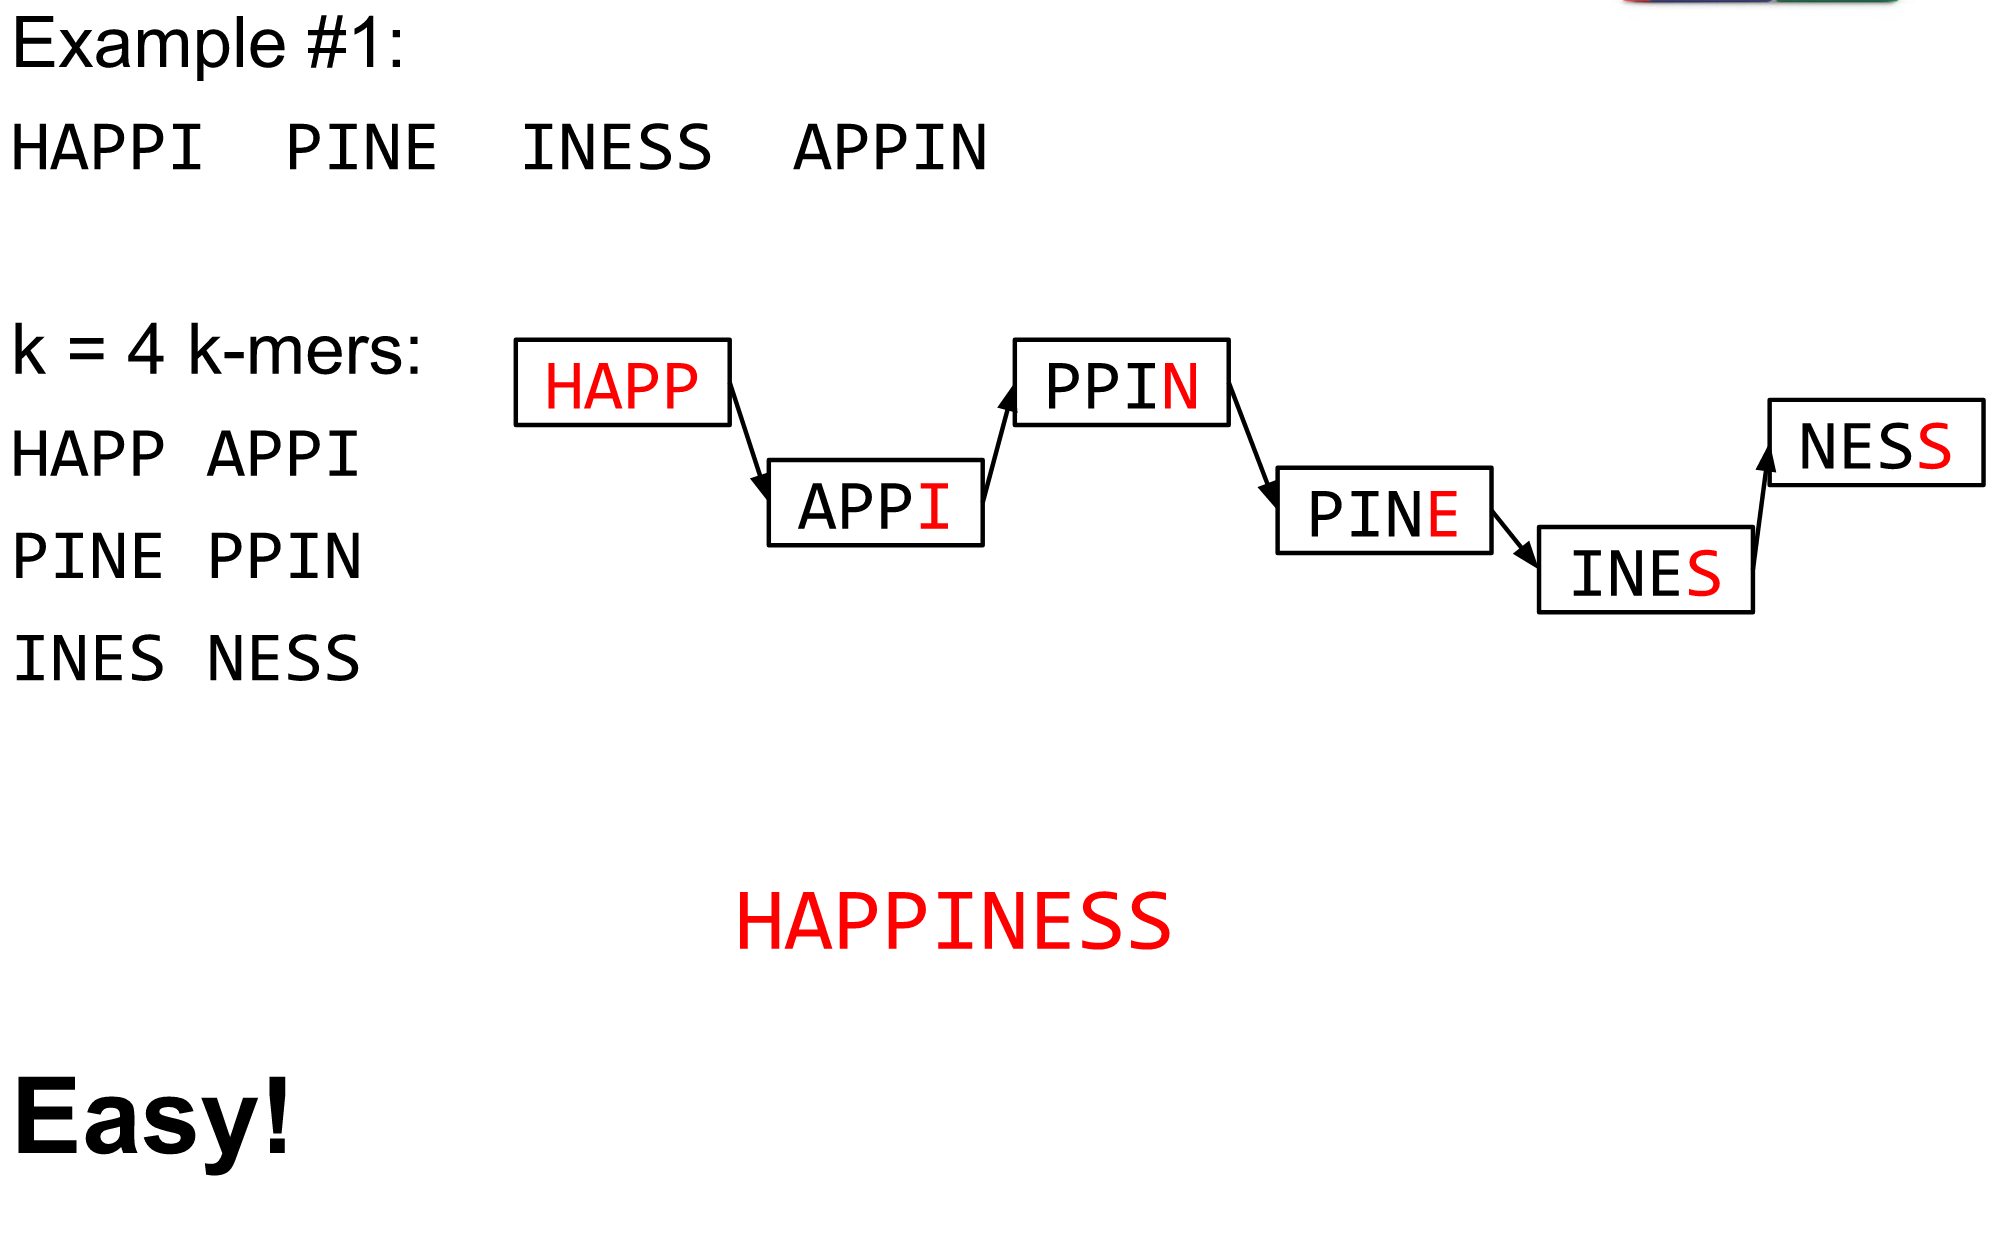 Example #1:
HAPPI PINE INESS APPIN
k = 4 k-mers:
HAPP APPI
PINE PPIN
INES NESS
HAPP
APPI
PPIN
PINE
INES
NESS
HAPPINESS
Easy!